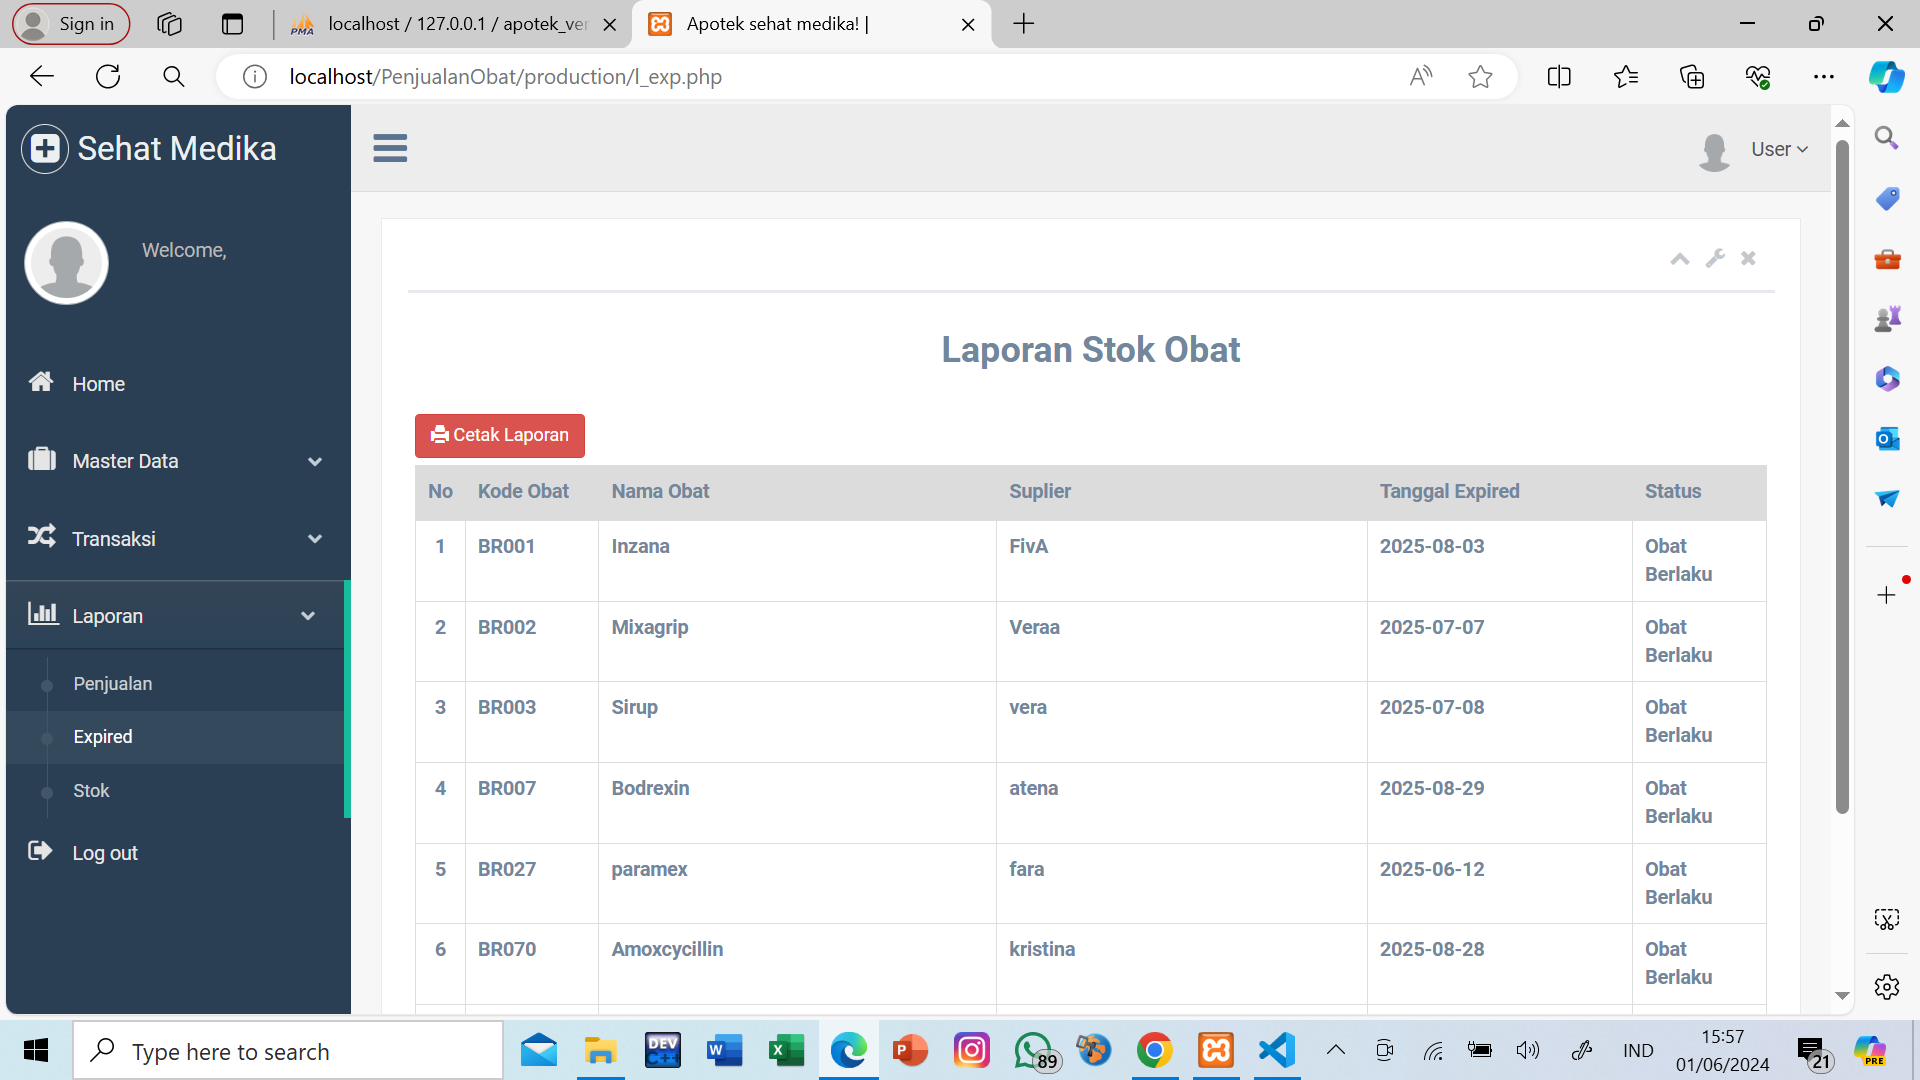 Sign in
localhost / 127.0.0.1 / apotek_ver
Apotek sehat medika! |
localhost/PenjualanObat/production/l_exp.php
Sehat Medika
User
Welcome,
Home
Master Data
Transaksi
Laporan
Penjualan
Expired
Stok
Log out
Laporan Stok Obat
Cetak Laporan
No Kode Obat Nama Obat Suplier Tanggal Expired Status
1 BR001 Inzana FivA 2025-08-03 Obat
Berlaku
2 BR002 Mixagrip Veraa 2025-07-07 Obat
Berlaku
3 BR003 Sirup vera 2025-07-08 Obat
Berlaku
4 BR007 Bodrexin atena 2025-08-29 Obat
Berlaku
5 BR027 paramex fara 2025-06-12 Obat
Berlaku
6 BR070 Amoxcycillin kristina 2025-08-28 Obat
Berlaku
Type here to search
DEV
C++
89
IND
15:57
01/06/2024
21
PRE